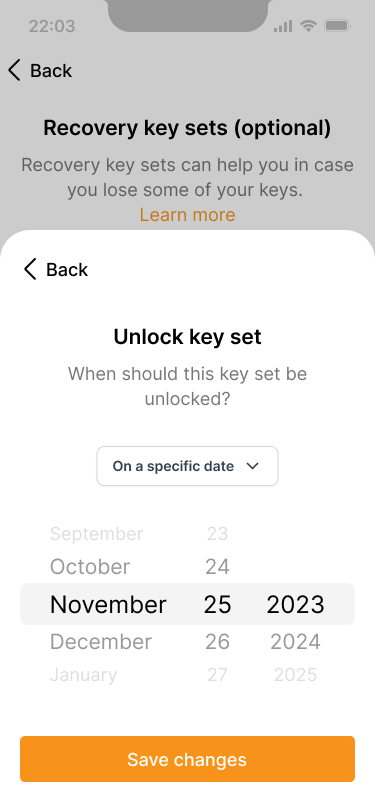 22:03
Back
Recovery key sets (optional)
Recovery key sets can help you in case
you lose some of your keys.
Learn more
Back
Unlock key set
When should this key set be
unlocked?
On a specific date
September 23
October 24
November 25 2023
December 26 2024
January 27 2025
Save changes